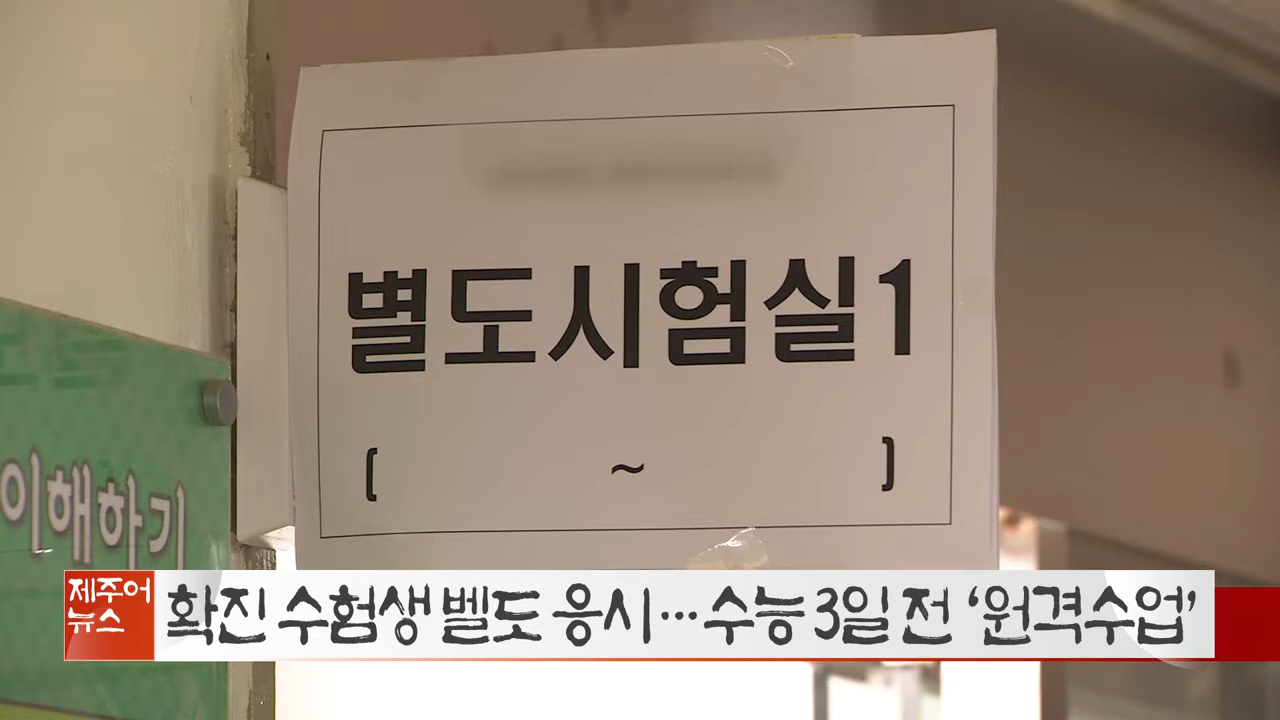 별도시험실1
( ~ )
이해하기
제주어
뉴스
확진 수험생 벨도 응시…수능 3일 전 ‘원격수업’